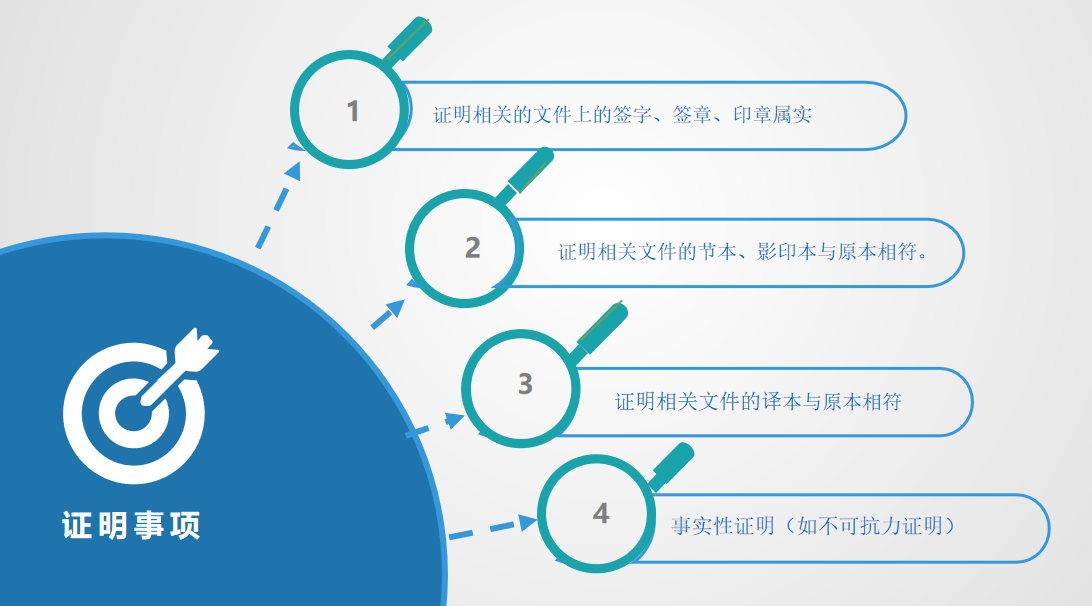 1
证明相关的文件上的签字、签章、印章属实
2
证明相关文件的节本、影印本与原本相符。
3
证明相关文件的译本与原本相符
4
事实性证明（如不可抗力证明）
证明事项